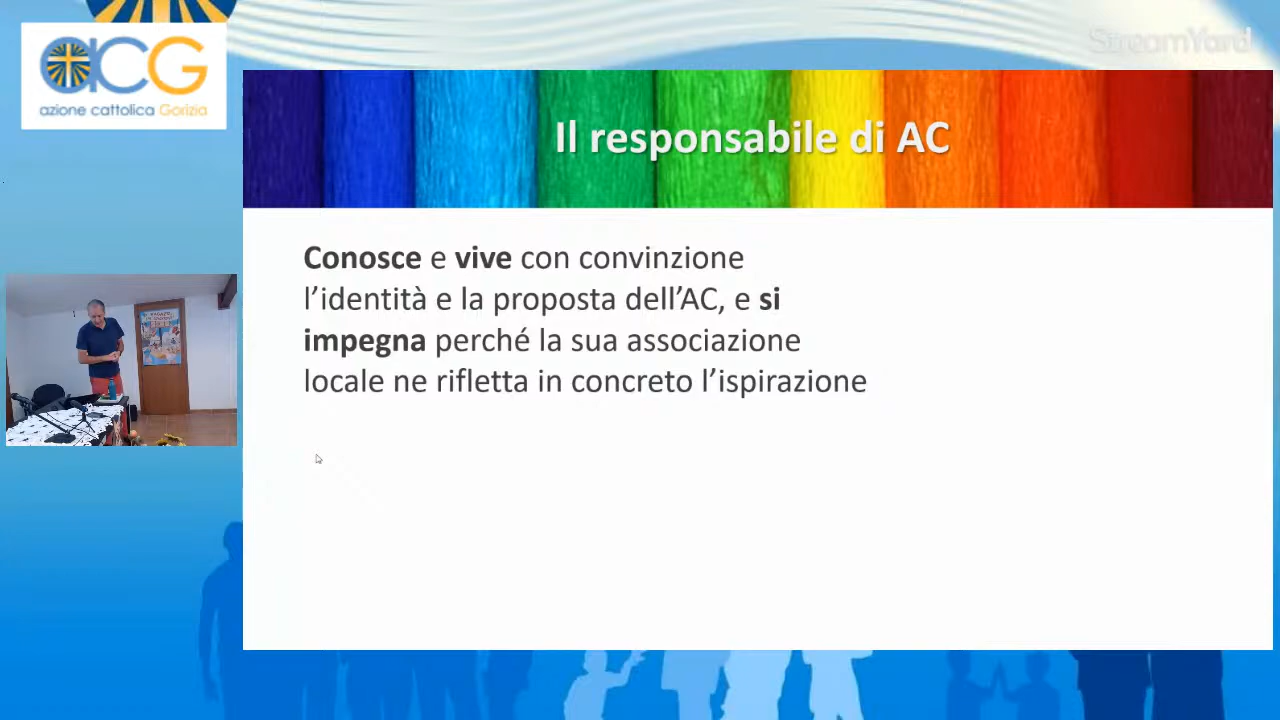 acG
azione cattolica Gorizia
StreamYard
Il responsabile di AC
Conosce e vive con convinzione
l’identità e la proposta dell’AC, e si
impegna perché la sua associazione
locale ne rifletta in concreto l’ispirazione